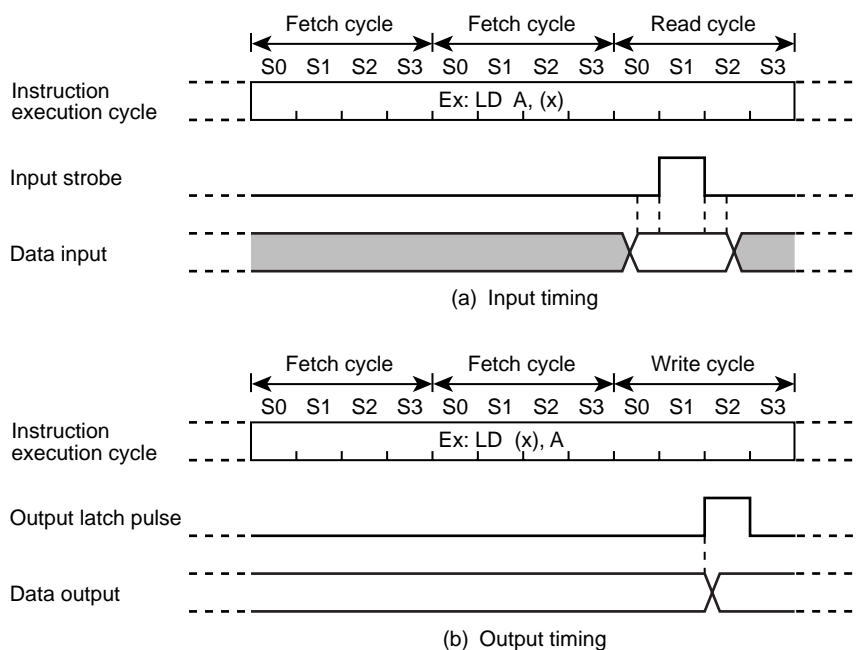 Fetch cycle Fetch cycle Read cycle
S0 S1 S2 S3 S0 S1 S2 S3 S0 S1 S2 S3
Instruction
execution cycle
Ex: LD A, (x)
Input strobe
Data input
(a) Input timing
Fetch cycle Fetch cycle Write cycle
S0 S1 S2 S3 S0 S1 S2 S3 S0 S1 S2 S3
Instruction
execution cycle
Ex: LD (x), A
Output latch pulse
Data output
(b) Output timing